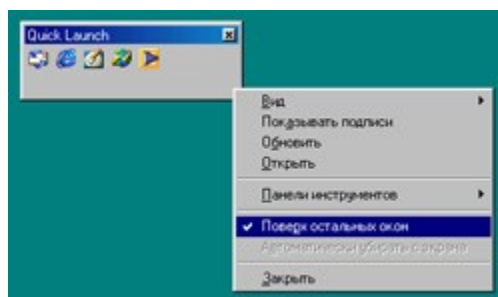 Quick Launch
Вид
Показывать подписи
Обновить
Открыть
Панели инструментов
Поверх остальных окон
Автоматически убирать с экрана
Закрыть